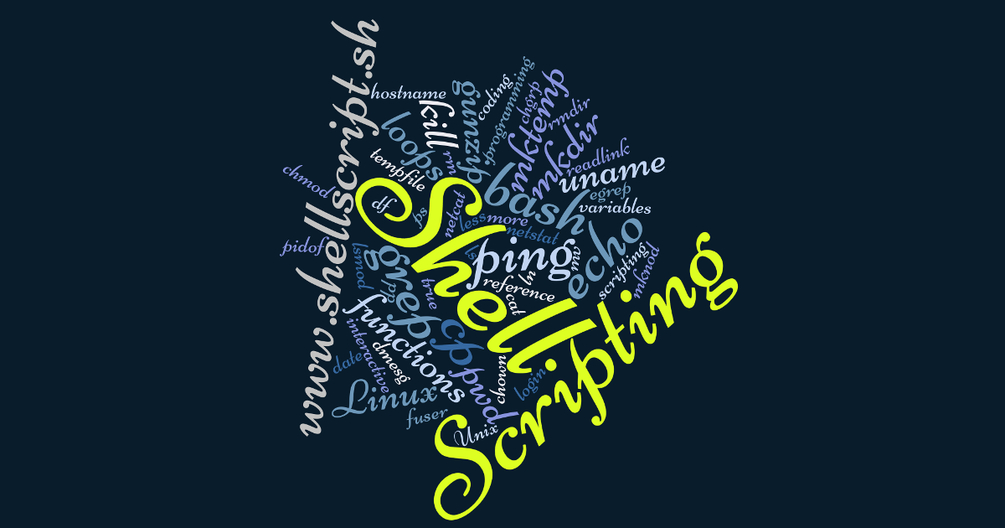 www.shellscript.sh
hostname
kill
gunzip
coding
programming
chgrp
mktemp
rmdir
mkdir
readlink
uname
egrep
variables
loops
rm
tempfile
chmod
df
ps
netcat
less
more
netstat
bash
echo
pidof
Shell
ls
ping
awk
ln
reference
cat
scripting
mknod
lsmod
grep
rpg
true
functions
cp
interactive
dmesg
date
Linux
pwd
chown
login
fuser
Unix
Scripting